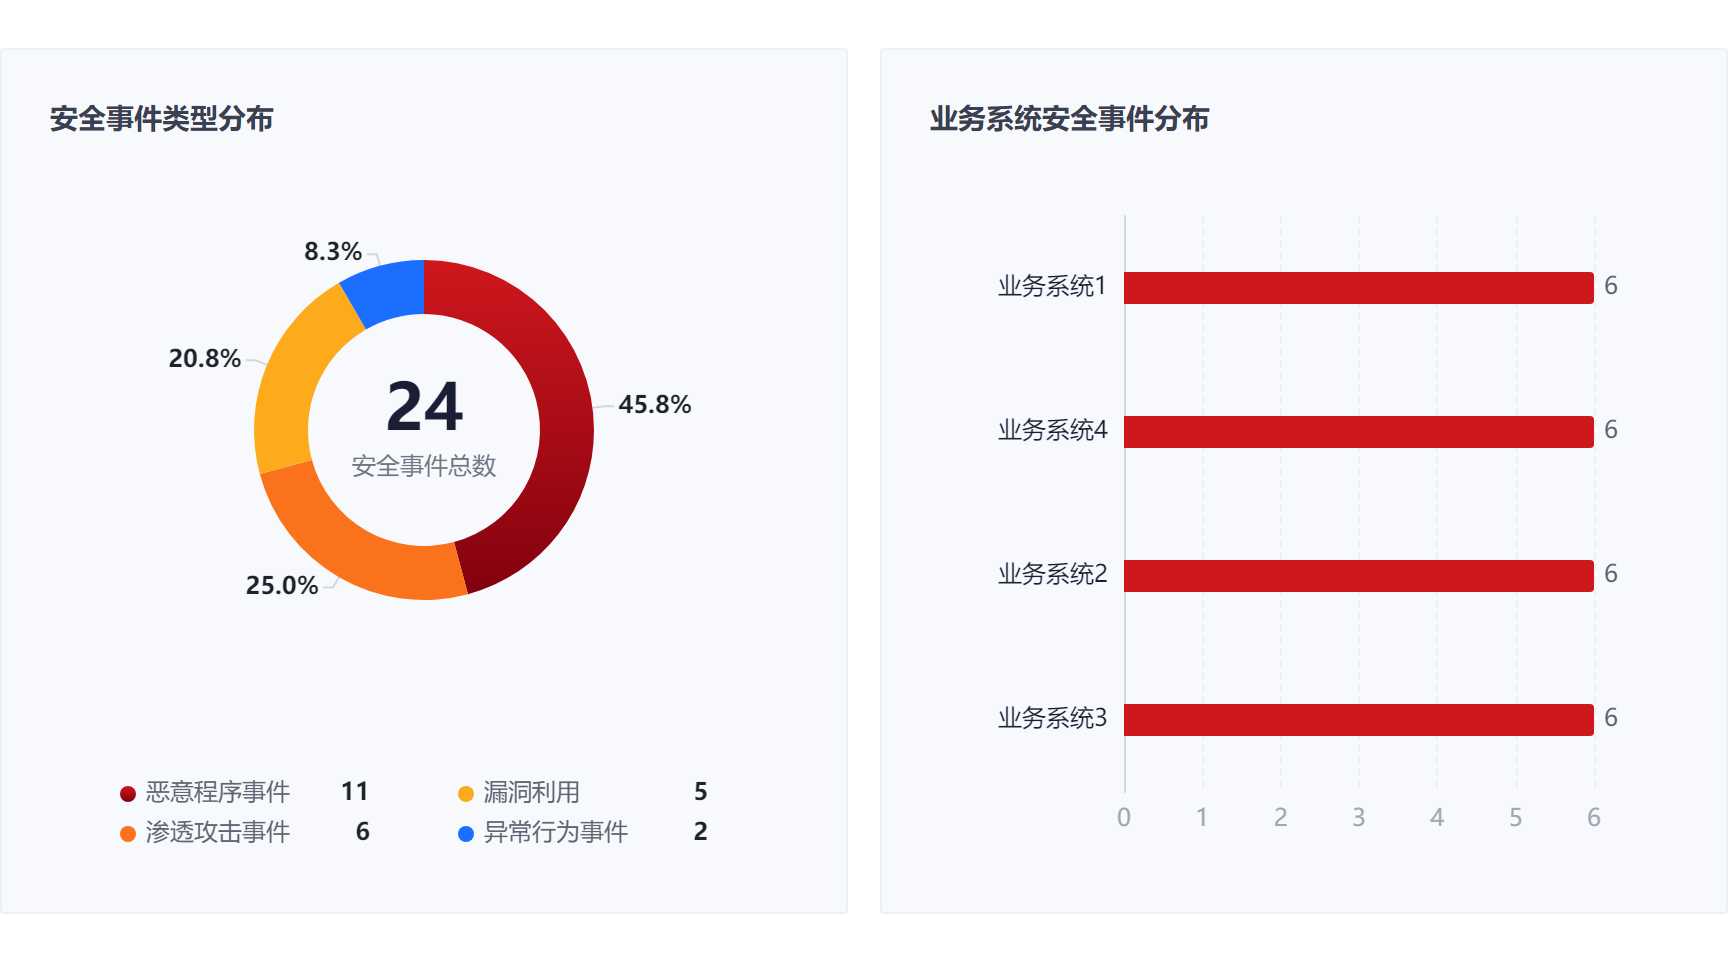 安全事件类型分布
8.3%
20.8%
45.8%
25.0%
24
安全事件总数
恶意程序事件 11
漏洞利用 5
渗透攻击事件 6
异常行为事件 2
业务系统安全事件分布
业务系统1 6
业务系统4 6
业务系统2 6
业务系统3 6
0 1 2 3 4 5 6